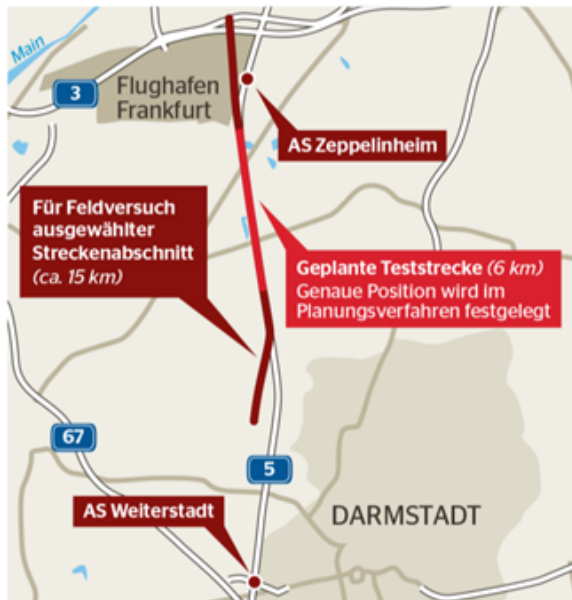 Main
3
Flughafen
Frankfurt
AS Zeppelinheim
Für Feldversuch
ausgewählter
Streckenabschnitt
(ca. 15 km)
Geplante Teststrecke (6 km)
Genaue Position wird im
Planungsverfahren festgelegt
67
5
AS Weiterstadt
DARMSTADT